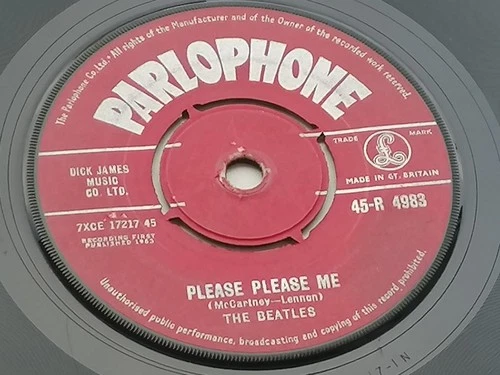 The Parlophone Co.Ltd. · All rights of the Manufacturer and of the Owner of the recorded work reserved.
PARLOPHONE
TRADE MARK
£
MADE IN GT. BRITAIN
DICK JAMES
MUSIC
CO. LTD.
7XCE 17217 45
RECORDING FIRST
PUBLISHED 1963
45-R 4983
PLEASE PLEASE ME
(McCartney—Lennon)
THE BEATLES
Unauthorised public performance, broadcasting and copying of this record prohibited.
7-1N